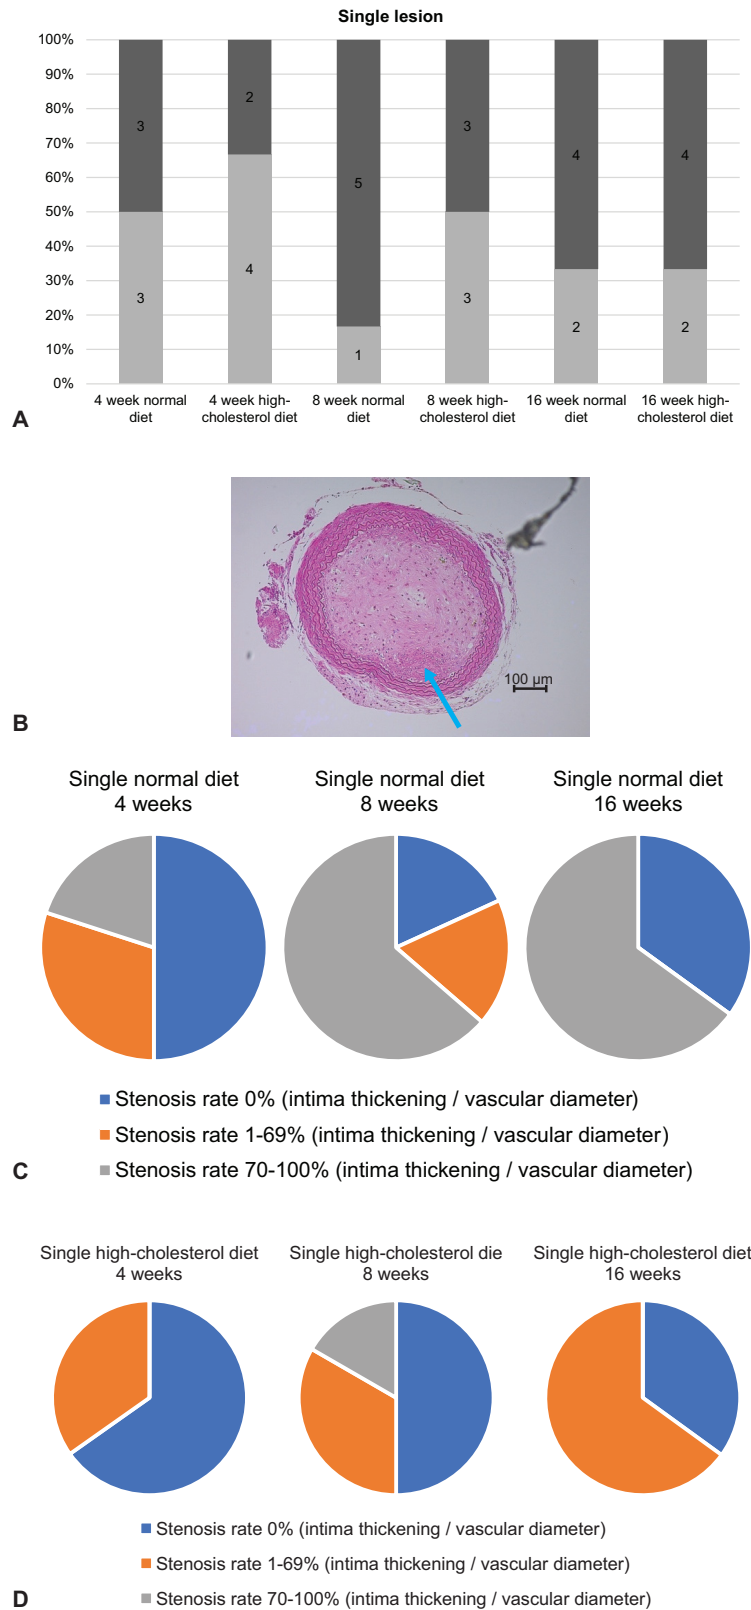 Single lesion
100%
90%
80%
70%
60%
50%
40%
30%
20%
10%
0%
3
2
5
3
4
4
3
4
1
3
2
2
4 week normal diet
4 week high-cholesterol diet
8 week normal diet
8 week high-cholesterol diet
16 week normal diet
16 week high-cholesterol diet
A
100 μm
B
Single normal diet
4 weeks
Single normal diet
8 weeks
Single normal diet
16 weeks
Stenosis rate 0% (intima thickening / vascular diameter)
Stenosis rate 1-69% (intima thickening / vascular diameter)
Stenosis rate 70-100% (intima thickening / vascular diameter)
C
Single high-cholesterol diet
4 weeks
Single high-cholesterol die
8 weeks
Single high-cholesterol diet
16 weeks
Stenosis rate 0% (intima thickening / vascular diameter)
Stenosis rate 1-69% (intima thickening / vascular diameter)
Stenosis rate 70-100% (intima thickening / vascular diameter)
D